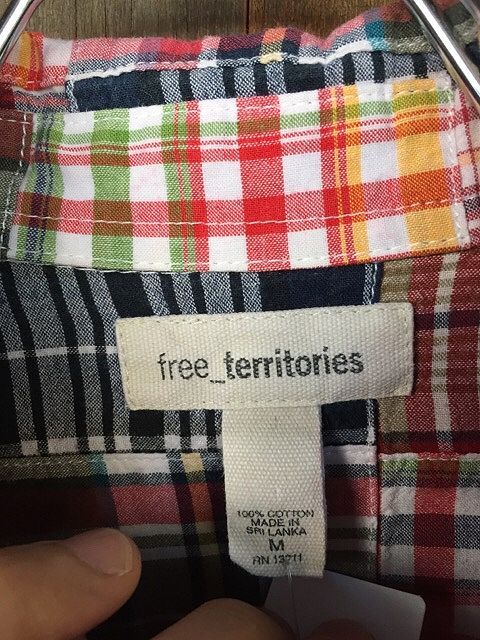 free_territories
100% COTTON
MADE IN
SRI LANKA
M
RN 13711